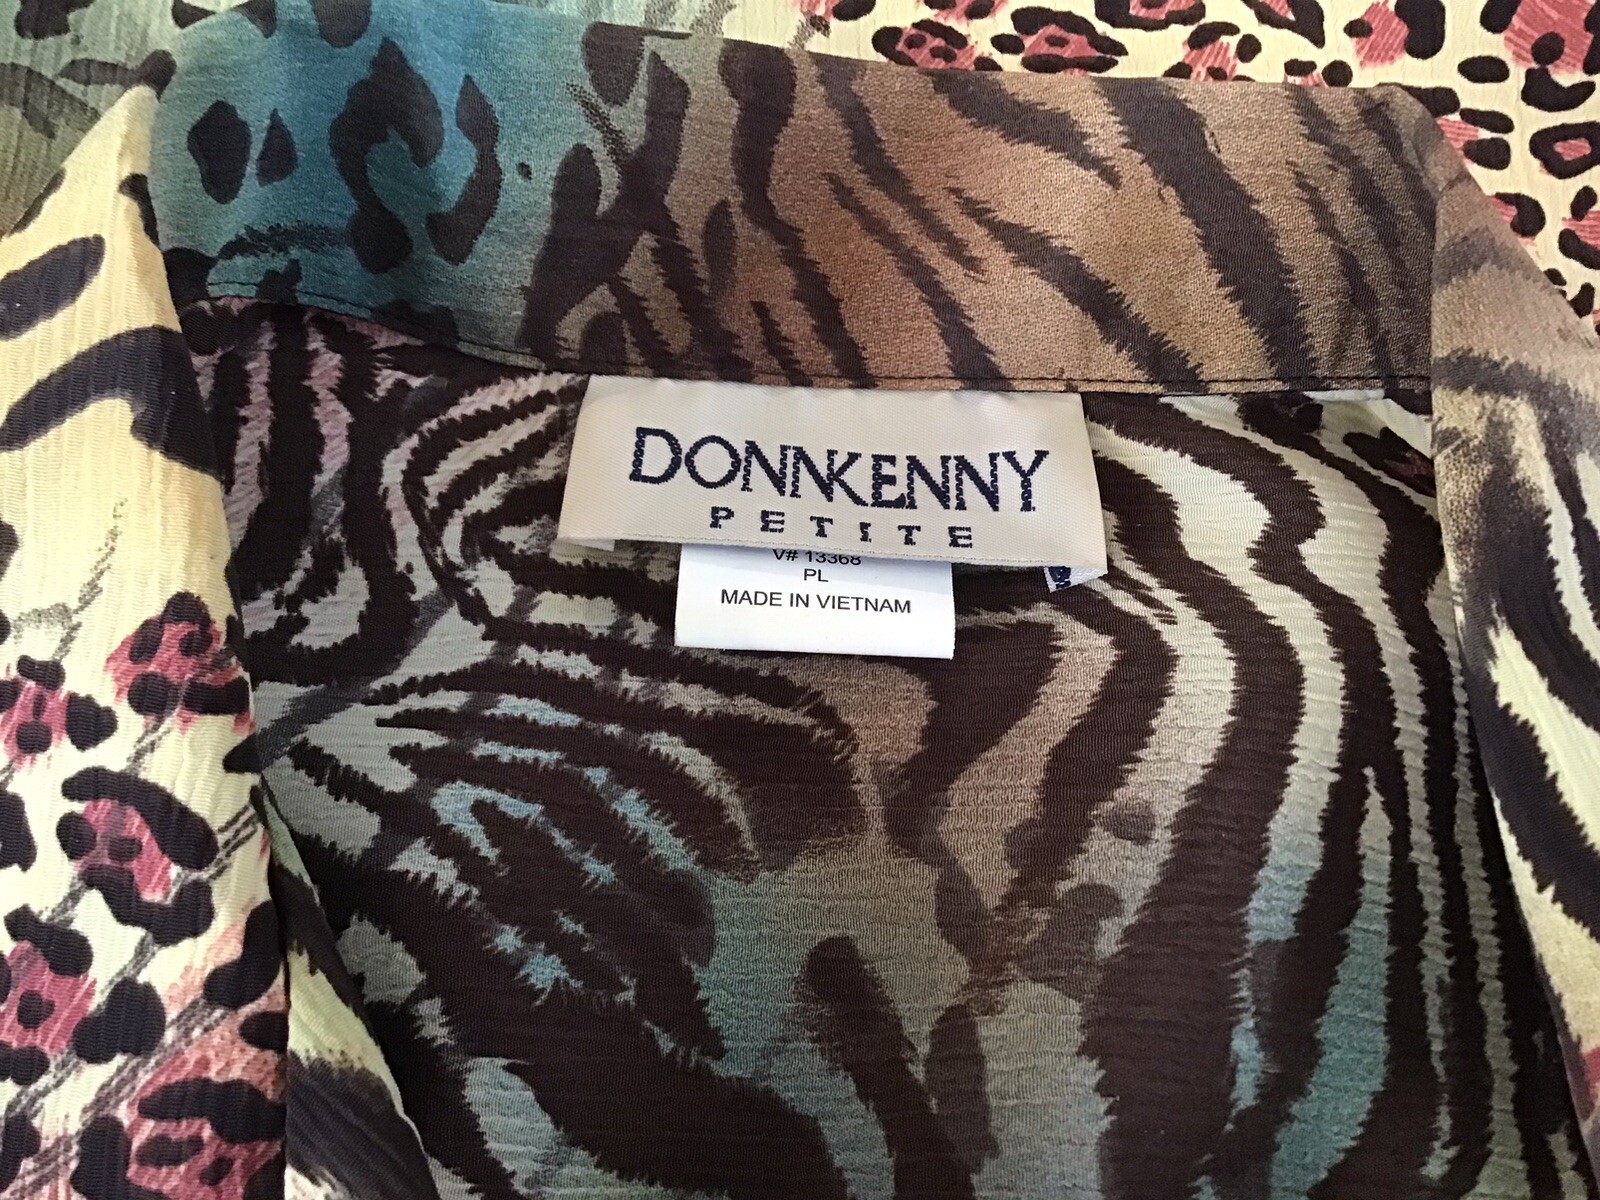 DONNKENNY
PETITE
V# 13368
PL
MADE IN VIETNAM